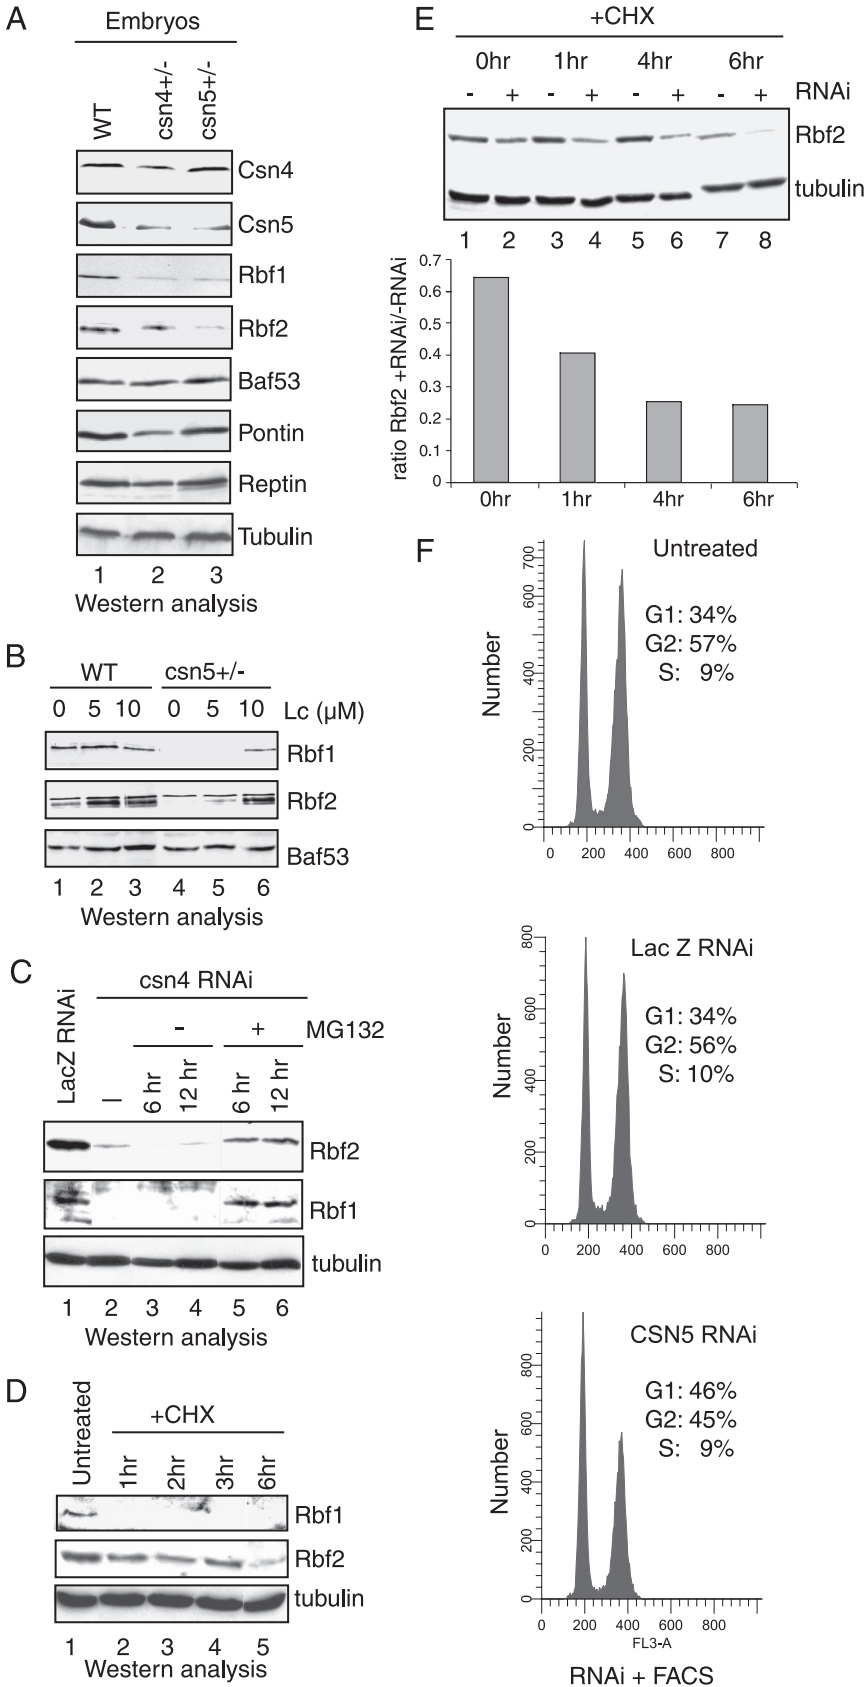 A
Embryos
WT
csn4+/-
csn5+/-
Csn4
Csn5
Rbf1
Rbf2
Baf53
Pontin
Reptin
Tubulin
1 2 3
Western analysis
B
WT csn5+/-
0 5 10 0 5 10 Lc (µM)
Rbf1
Rbf2
Baf53
1 2 3 4 5 6
Western analysis
C
csn4 RNAi
- + MG132
LacZ RNAi
–
6 hr
12 hr
6 hr
12 hr
Rbf2
Rbf1
tubulin
1 2 3 4 5 6
Western analysis
D
+CHX
Untreated
1hr
2hr
3hr
6hr
Rbf1
Rbf2
tubulin
1 2 3 4 5
Western analysis
E
+CHX
0hr 1hr 4hr 6hr
- + - + - + - + RNAi
Rbf2
tubulin
1 2 3 4 5 6 7 8
ratio Rbf2 +RNAi/-RNAi
0.7
0.6
0.5
0.4
0.3
0.2
0.1
0
0hr 1hr 4hr 6hr
F
Untreated
G1: 34%
G2: 57%
S: 9%
Number
700
600
400
200
0
0 200 400 600 800
Lac Z RNAi
G1: 34%
G2: 56%
S: 10%
Number
800
600
400
200
0
0 200 400 600 800
CSN5 RNAi
G1: 46%
G2: 45%
S: 9%
Number
800
600
400
200
0
0 200 400 600 800
FL3-A
RNAi + FACS